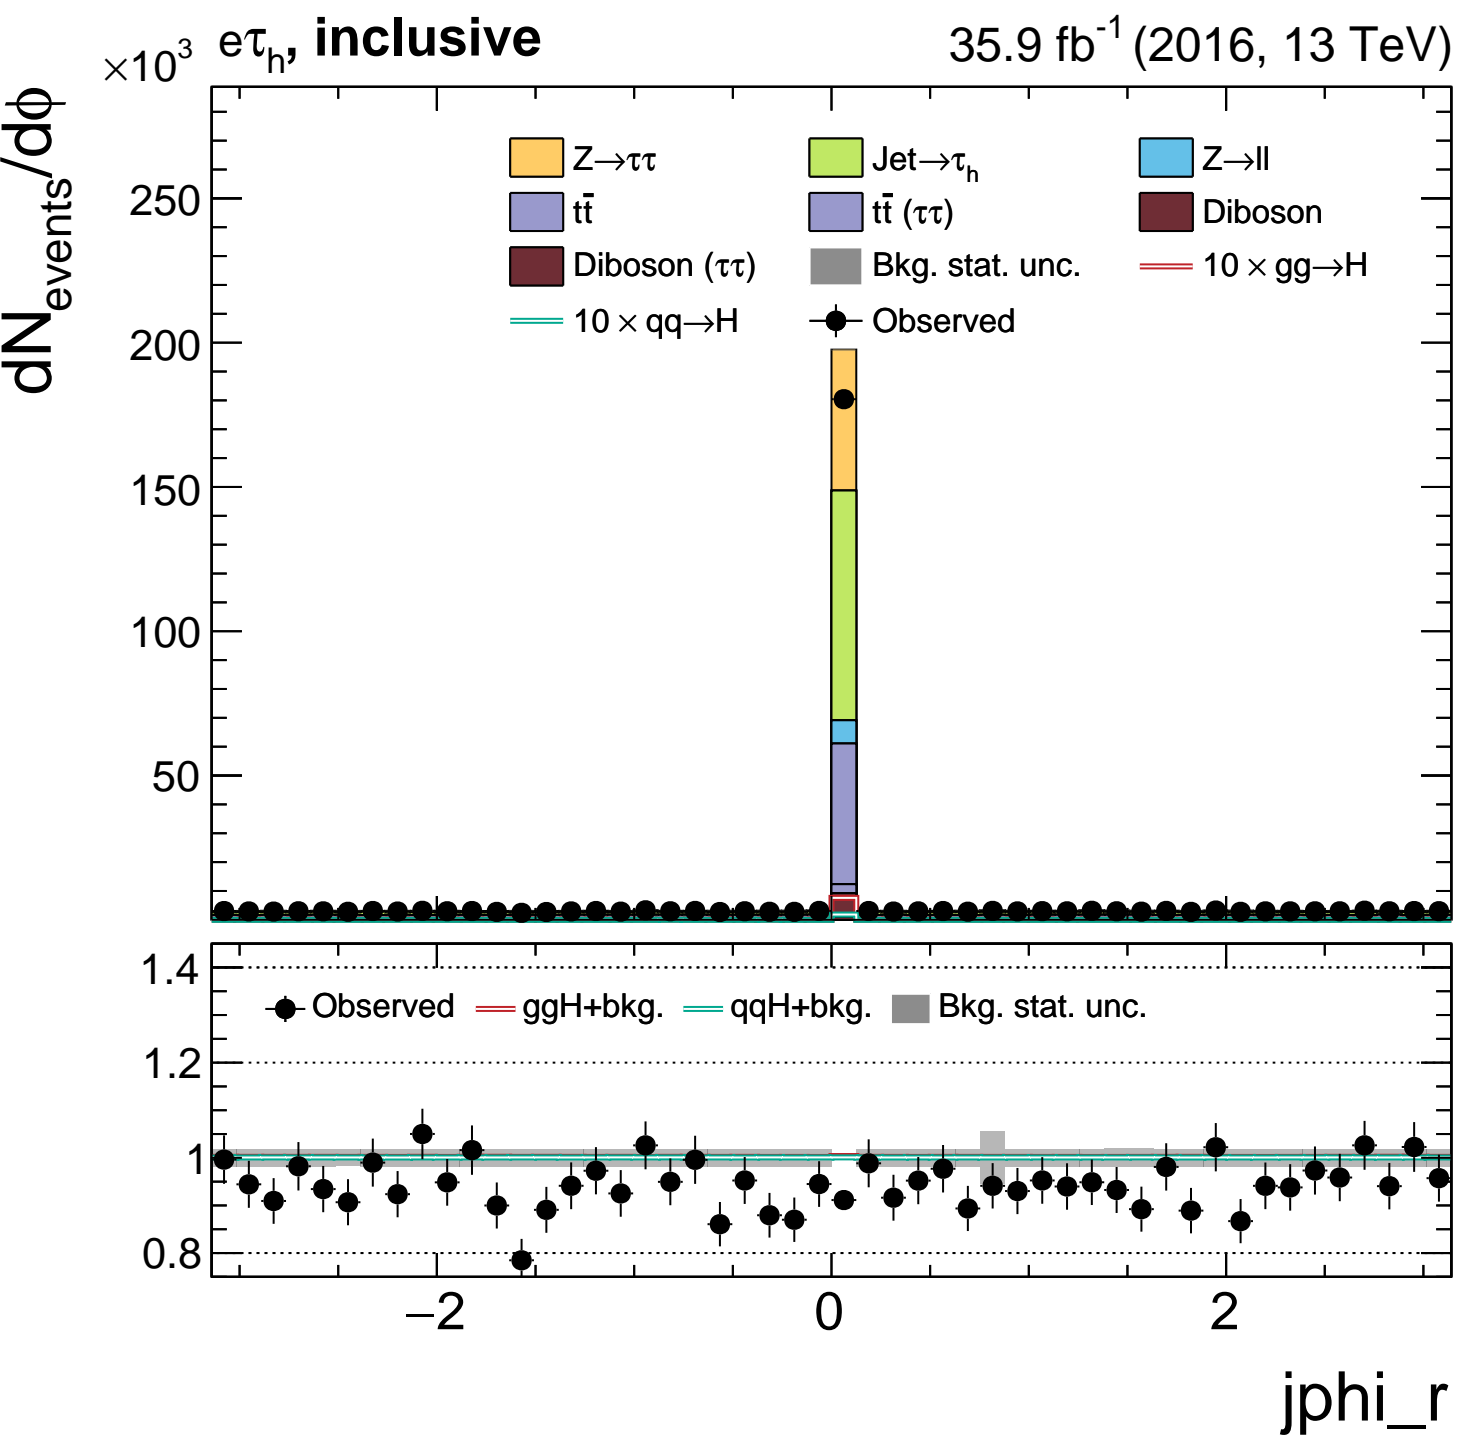 ×10³ eτₕ, inclusive 35.9 fb⁻¹ (2016, 13 TeV)
dN_events/dϕ
Z→ττ Jet→τₕ Z→ll
tt̄ tt̄ (ττ) Diboson
Diboson (ττ) Bkg. stat. unc. 10 × gg→H
10 × qq→H Observed
250
200
150
100
50
1.4
Observed ggH+bkg. qqH+bkg. Bkg. stat. unc.
1.2
1
0.8
−2 0 2
jphi_r